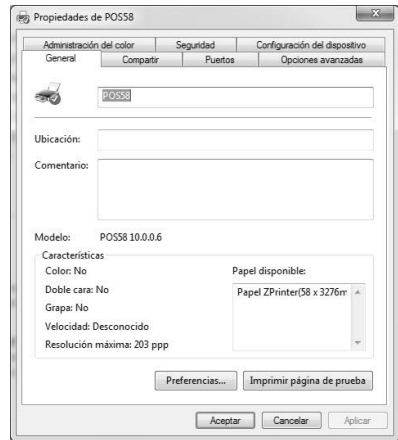 Propiedades de POS58
X
Administración del color Seguridad Configuración del dispositivo
General Compartir Puertos Opciones avanzadas
POS58
Ubicación:
Comentario:
Modelo: POS58 10.0.0.6
Características
Color: No Papel disponible:
Doble cara: No Papel ZPrinter(58 x 3276m
Grapa: No
Velocidad: Desconocido
Resolución máxima: 203 ppp
Preferencias... Imprimir página de prueba
Aceptar Cancelar Aplicar